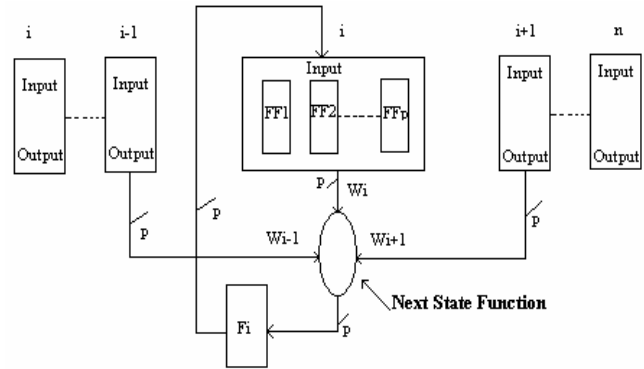 i i-1 i i+1 n
Input Input Input Input Input
FF1 FF2 FFp
Output Output Output Output
p Wi
p p p
Wi-1 Wi+1
Next State Function
Fi p